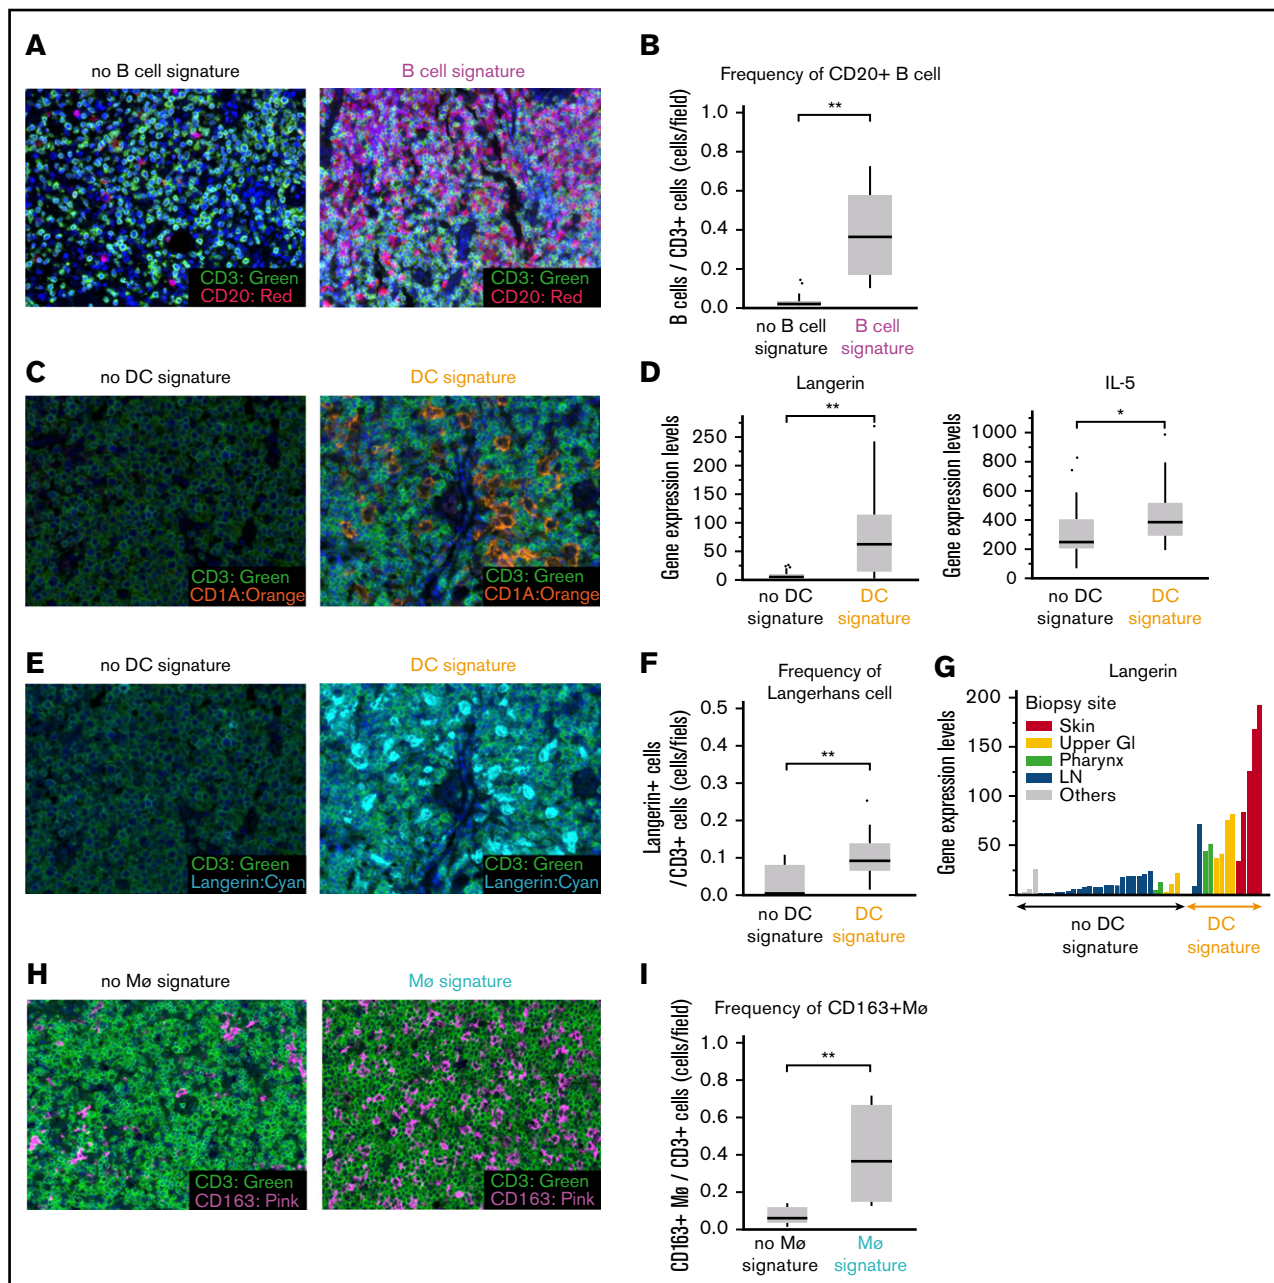 A
no B cell signature
B cell signature
CD3: Green
CD20: Red
CD3: Green
CD20: Red
B
Frequency of CD20+ B cell
B cells / CD3+ cells (cells/field)
1.0
0.8
0.6
0.4
0.2
0.0
**
no B cell
signature
B cell
signature
C
no DC signature
DC signature
CD3: Green
CD1A:Orange
CD3: Green
CD1A:Orange
D
Langerin
Gene expression levels
250
200
150
100
50
0
**
no DC
signature
DC
signature
IL-5
Gene expression levels
1000
800
600
400
200
0
*
no DC
signature
DC
signature
E
no DC signature
DC signature
CD3: Green
Langerin:Cyan
CD3: Green
Langerin:Cyan
F
Frequency of
Langerhans cell
Langerin+ cells
/CD3+ cells (cells/fiels)
0.5
0.4
0.3
0.2
0.1
0.0
**
no DC
signature
DC
signature
G
Langerin
Gene expression levels
200
150
100
50
Biopsy site
Skin
Upper GI
Pharynx
LN
Others
no DC
signature
DC
signature
H
no Mø signature
Mø signature
CD3: Green
CD163: Pink
CD3: Green
CD163: Pink
I
Frequency of CD163+Mø
CD163+ Mø / CD3+ cells (cells/field)
1.0
0.8
0.6
0.4
0.2
0.0
**
no Mø
signature
Mø
signature